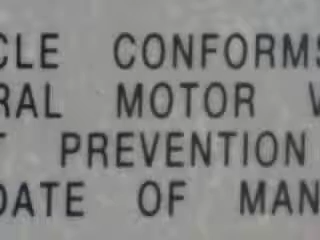 CLE CONFORMS
RAL MOTOR V
T PREVENTION
DATE OF MAN